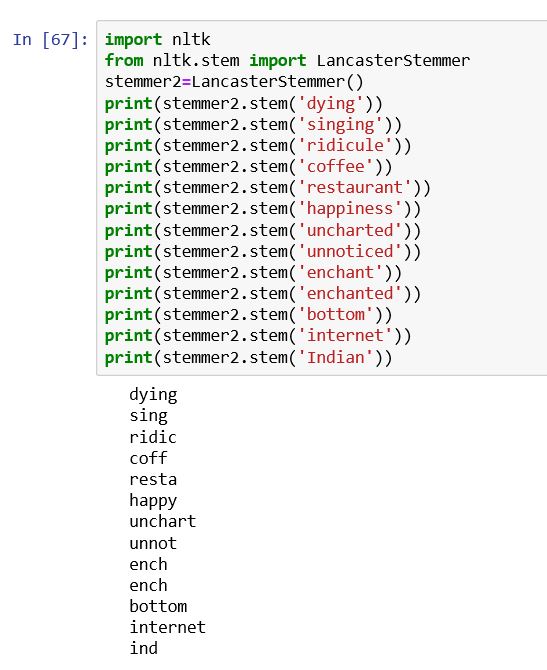 In [67]: import nltk
from nltk.stem import LancasterStemmer
stemmer2=LancasterStemmer()
print(stemmer2.stem('dying'))
print(stemmer2.stem('singing'))
print(stemmer2.stem('ridicule'))
print(stemmer2.stem('coffee'))
print(stemmer2.stem('restaurant'))
print(stemmer2.stem('happiness'))
print(stemmer2.stem('uncharted'))
print(stemmer2.stem('unnoticed'))
print(stemmer2.stem('enchant'))
print(stemmer2.stem('enchanted'))
print(stemmer2.stem('bottom'))
print(stemmer2.stem('internet'))
print(stemmer2.stem('Indian'))
dying
sing
ridic
coff
resta
happy
unchart
unnot
ench
ench
bottom
internet
ind